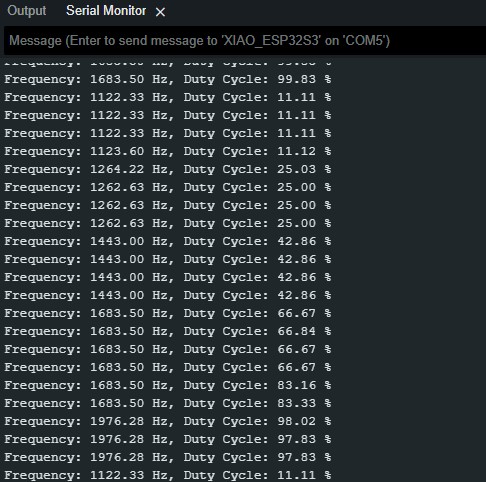 Output Serial Monitor ×
Message (Enter to send message to 'XIAO_ESP32S3' on 'COM5')
Frequency: 1683.50 Hz, Duty Cycle: 99.83 %
Frequency: 1122.33 Hz, Duty Cycle: 11.11 %
Frequency: 1122.33 Hz, Duty Cycle: 11.11 %
Frequency: 1122.33 Hz, Duty Cycle: 11.11 %
Frequency: 1123.60 Hz, Duty Cycle: 11.12 %
Frequency: 1264.22 Hz, Duty Cycle: 25.03 %
Frequency: 1262.63 Hz, Duty Cycle: 25.00 %
Frequency: 1262.63 Hz, Duty Cycle: 25.00 %
Frequency: 1262.63 Hz, Duty Cycle: 25.00 %
Frequency: 1443.00 Hz, Duty Cycle: 42.86 %
Frequency: 1443.00 Hz, Duty Cycle: 42.86 %
Frequency: 1443.00 Hz, Duty Cycle: 42.86 %
Frequency: 1443.00 Hz, Duty Cycle: 42.86 %
Frequency: 1683.50 Hz, Duty Cycle: 66.67 %
Frequency: 1683.50 Hz, Duty Cycle: 66.84 %
Frequency: 1683.50 Hz, Duty Cycle: 66.67 %
Frequency: 1683.50 Hz, Duty Cycle: 66.67 %
Frequency: 1683.50 Hz, Duty Cycle: 83.16 %
Frequency: 1683.50 Hz, Duty Cycle: 83.33 %
Frequency: 1976.28 Hz, Duty Cycle: 98.02 %
Frequency: 1976.28 Hz, Duty Cycle: 97.83 %
Frequency: 1976.28 Hz, Duty Cycle: 97.83 %
Frequency: 1122.33 Hz, Duty Cycle: 11.11 %